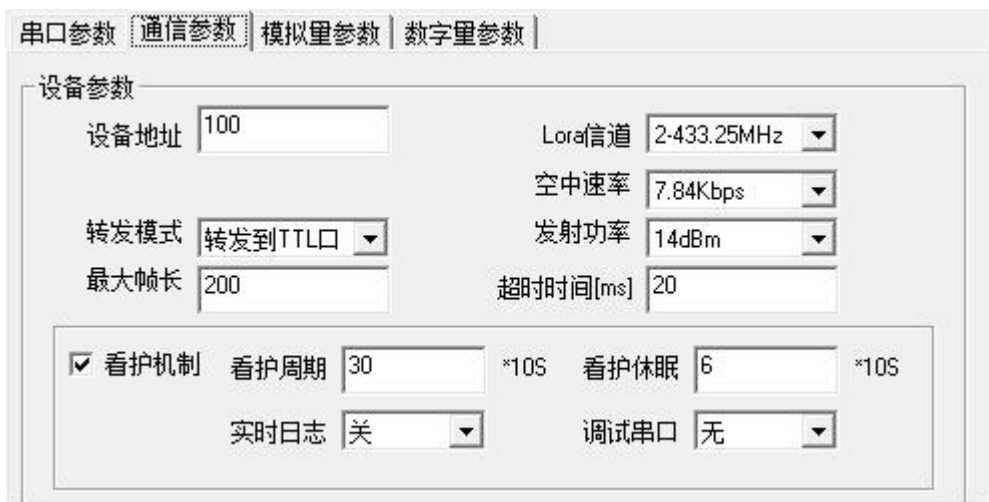 串口参数 通信参数 模拟量参数 数字量参数
设备参数
设备地址 100 Lora信道 2-433.25MHz
空中速率 7.84Kbps
转发模式 转发到TTL口 发射功率 14dBm
最大帧长 200 超时时间[ms] 20
看护机制 看护周期 30 *10S 看护休眠 6 *10S
实时日志 关 调试串口 无